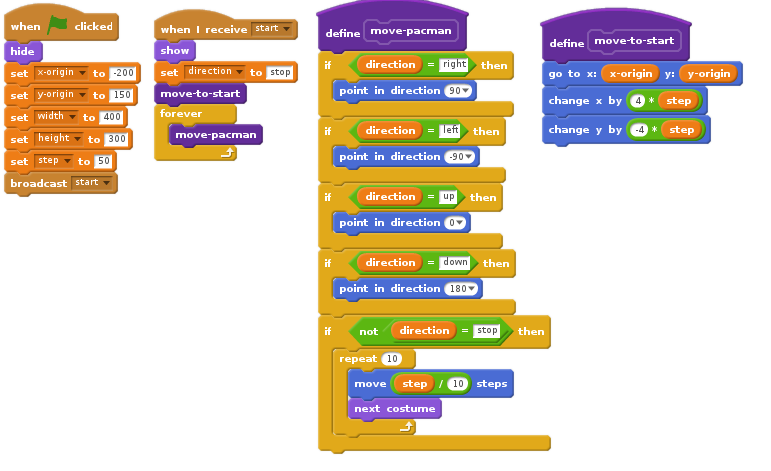 when clicked
hide
set x-origin to -200
set y-origin to 150
set width to 400
set height to 300
set step to 50
broadcast start
when I receive start
show
set direction to stop
move-to-start
forever
move-pacman
define move-pacman
if direction = right then
point in direction 90
if direction = left then
point in direction -90
if direction = up then
point in direction 0
if direction = down then
point in direction 180
if not direction = stop then
repeat 10
move step / 10 steps
next costume
define move-to-start
go to x: x-origin y: y-origin
change x by 4 * step
change y by -4 * step